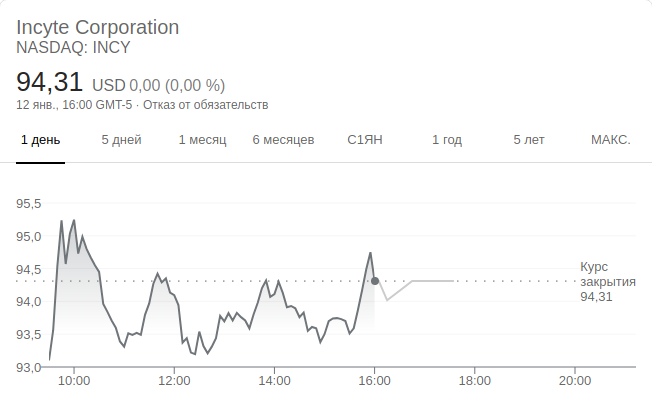 Incyte Corporation
NASDAQ: INCY
94,31 USD 0,00 (0,00 %)
12 янв., 16:00 GMT-5 · Отказ от обязательств
1 день 5 дней 1 месяц 6 месяцев С1ЯН 1 год 5 лет МАКС.
95,5
95,0
94,5
94,0
93,5
93,0
Курс
закрытия
94,31
10:00 12:00 14:00 16:00 18:00 20:00